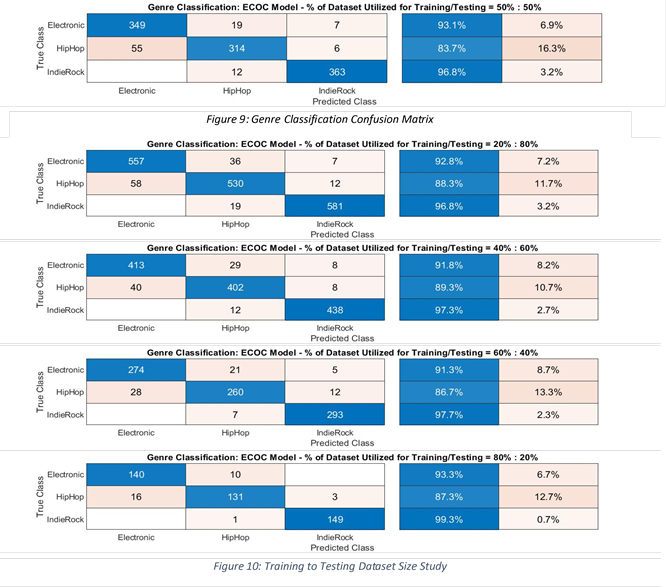 Genre Classification: ECOC Model - % of Dataset Utilized for Training/Testing = 50% : 50%
True Class
Electronic 349 19 7 93.1% 6.9%
HipHop 55 314 6 83.7% 16.3%
IndieRock 12 363 96.8% 3.2%
Electronic HipHop IndieRock
Predicted Class
Figure 9: Genre Classification Confusion Matrix
Genre Classification: ECOC Model - % of Dataset Utilized for Training/Testing = 20% : 80%
True Class
Electronic 557 36 7 92.8% 7.2%
HipHop 58 530 12 88.3% 11.7%
IndieRock 19 581 96.8% 3.2%
Electronic HipHop IndieRock
Predicted Class
Genre Classification: ECOC Model - % of Dataset Utilized for Training/Testing = 40% : 60%
True Class
Electronic 413 29 8 91.8% 8.2%
HipHop 40 402 8 89.3% 10.7%
IndieRock 12 438 97.3% 2.7%
Electronic HipHop IndieRock
Predicted Class
Genre Classification: ECOC Model - % of Dataset Utilized for Training/Testing = 60% : 40%
True Class
Electronic 274 21 5 91.3% 8.7%
HipHop 28 260 12 86.7% 13.3%
IndieRock 7 293 97.7% 2.3%
Electronic HipHop IndieRock
Predicted Class
Genre Classification: ECOC Model - % of Dataset Utilized for Training/Testing = 80% : 20%
True Class
Electronic 140 10 93.3% 6.7%
HipHop 16 131 3 87.3% 12.7%
IndieRock 1 149 99.3% 0.7%
Electronic HipHop IndieRock
Predicted Class
Figure 10: Training to Testing Dataset Size Study